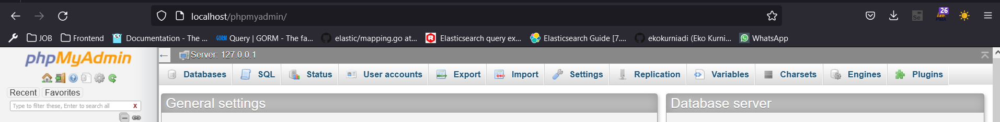 localhost/phpmyadmin/
Se
26
PMA
JOB Frontend Documentation - The ... GORM Query | GORM - The fa... elastic/mapping.go at... R Elasticsearch query ex... Elasticsearch Guide [7.... ekokurniadi (Eko Kurni... WhatsApp
phpMyAdmin
← Server: 127.0.0.1
Databases SQL Status User accounts Export Import Settings Replication Variables Charsets Engines Plugins
Recent Favorites
Type to filter these, Enter to search all X
General settings
Database server